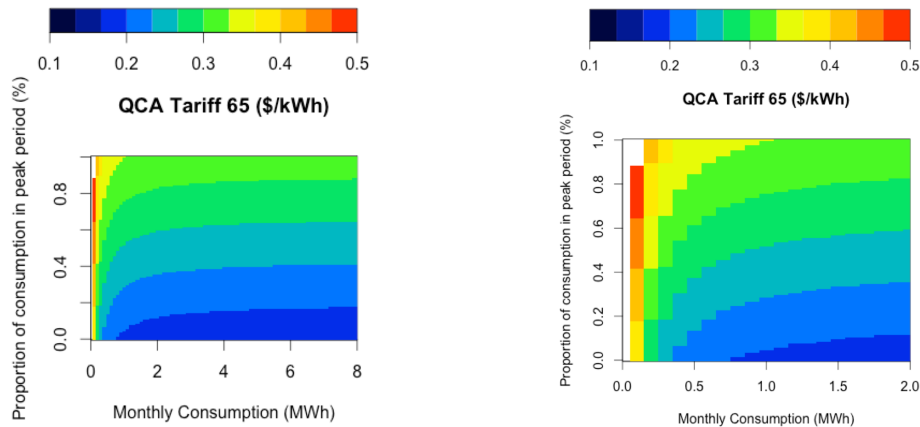 0.1 0.2 0.3 0.4 0.5
QCA Tariff 65 ($/kWh)
Proportion of consumption in peak period (%)
0.8
0.4
0.0
0 2 4 6 8
Monthly Consumption (MWh)
0.1 0.2 0.3 0.4 0.5
QCA Tariff 65 ($/kWh)
Proportion of consumption in peak period (%)
1.0
0.8
0.6
0.4
0.2
0.0
0.0 0.5 1.0 1.5 2.0
Monthly Consumption (MWh)